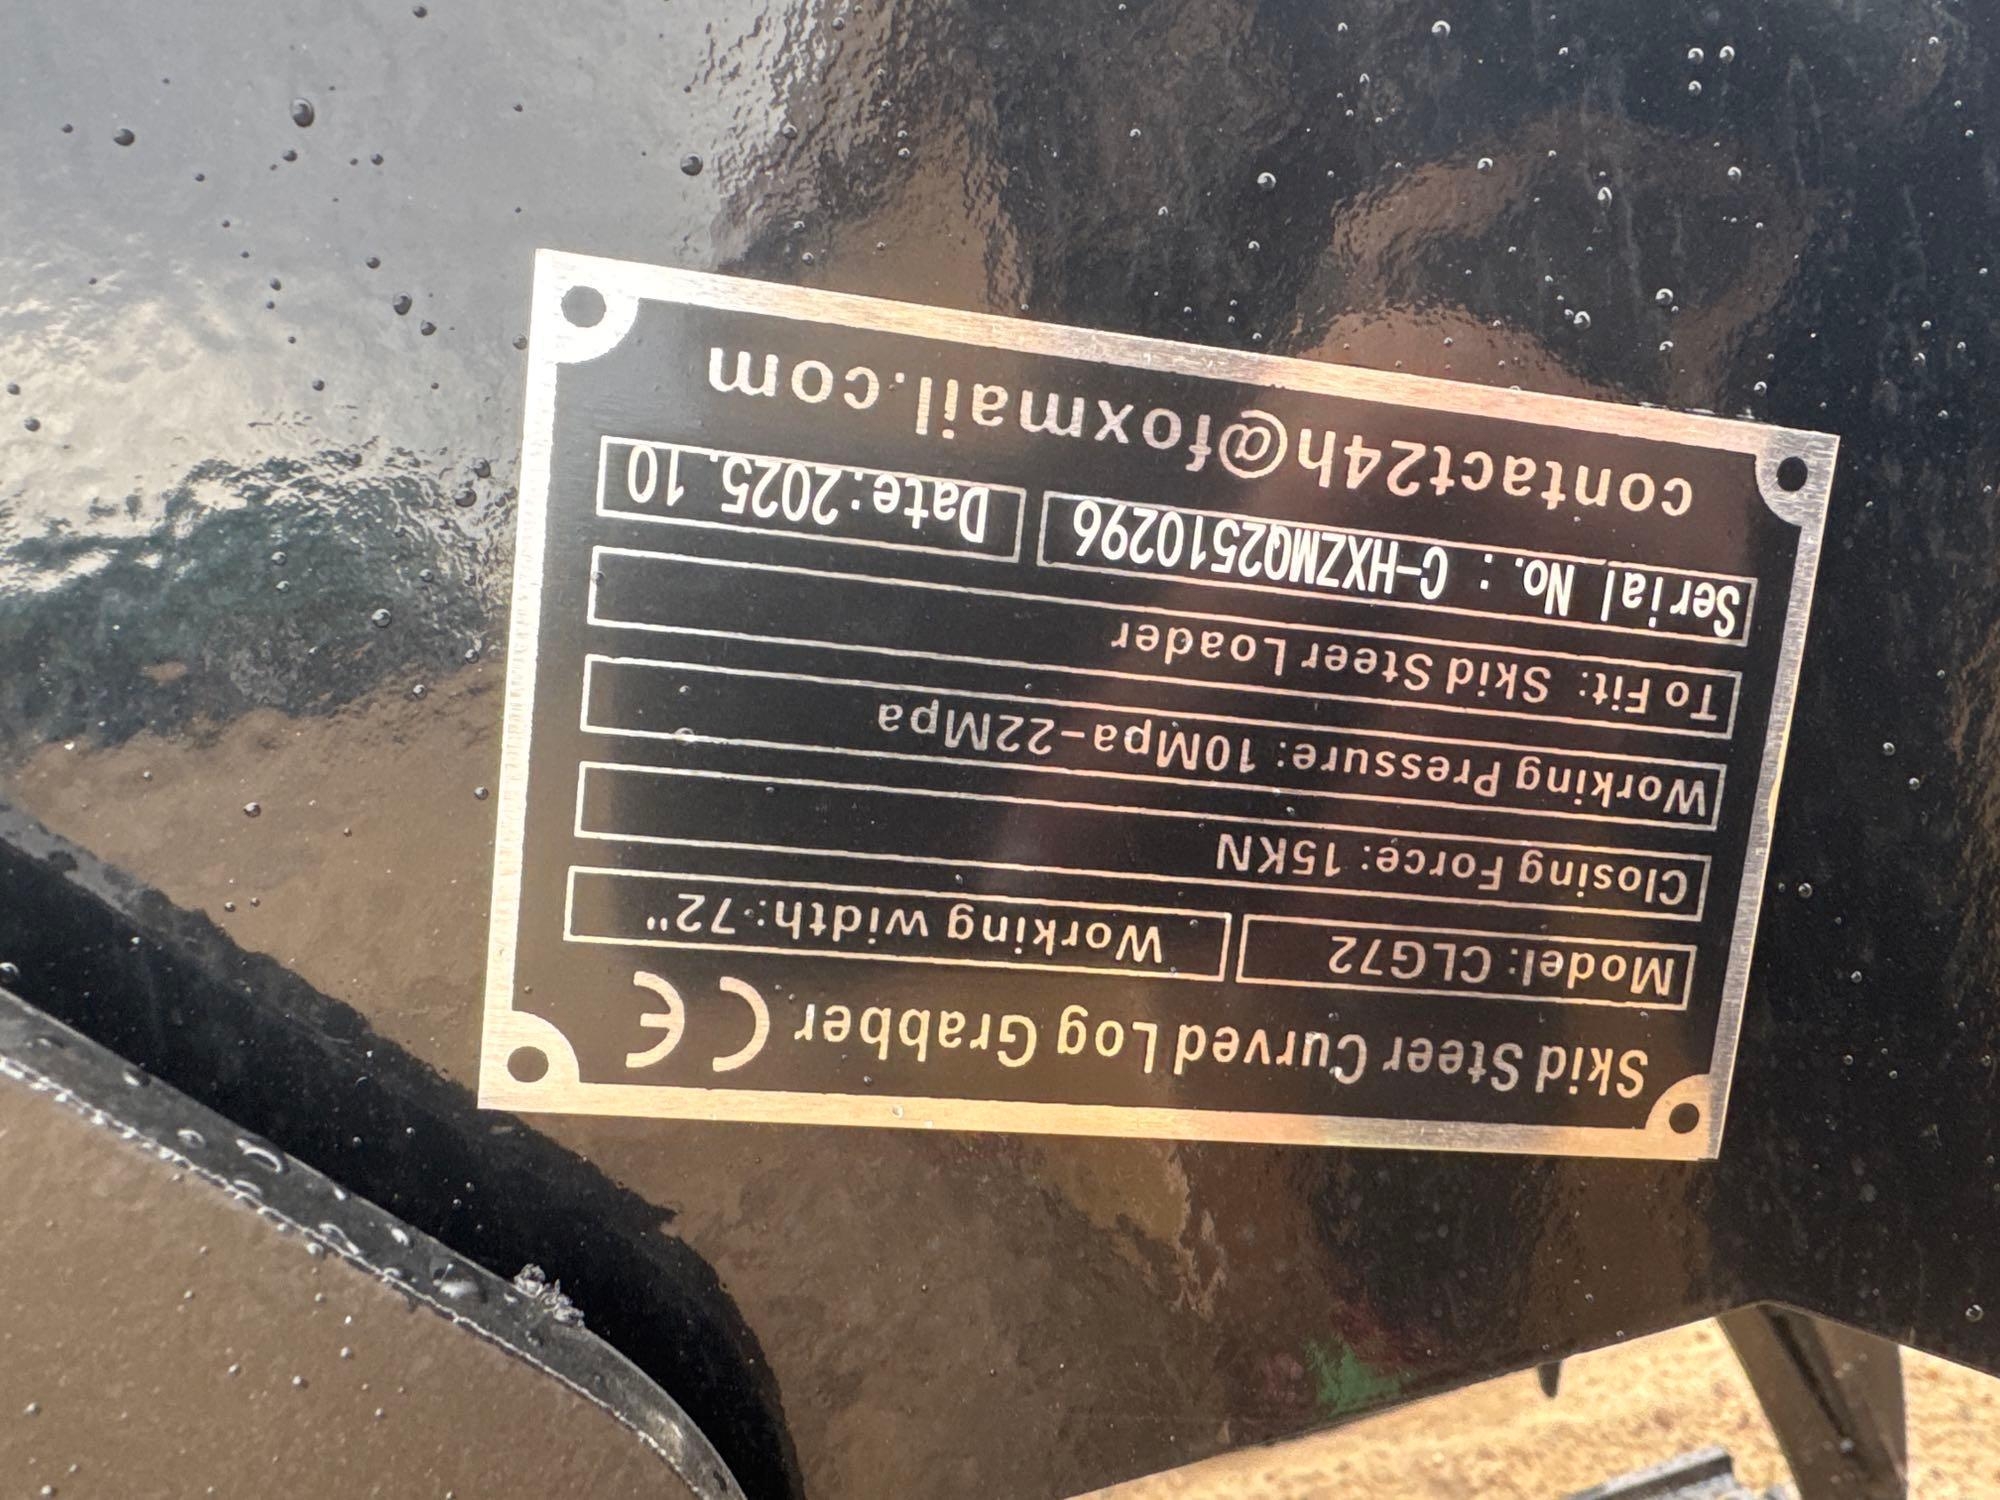 Skid Steer Curved Log Grabber CE
Model: CLG72 Working width: 72"
Closing Force: 15KN
Working Pressure: 10Mpa-22Mpa
To Fit: Skid Steer Loader
Serial No.: C-HXZMQ2510296 Date:2025.10
contact24h@foxmail.com